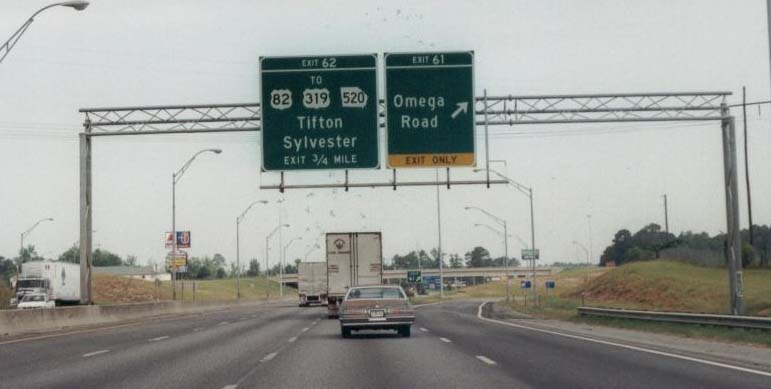 EXIT 62
TO
82 319 520
Tifton
Sylvester
EXIT 3/4 MILE
EXIT 61
Omega
Road
EXIT ONLY